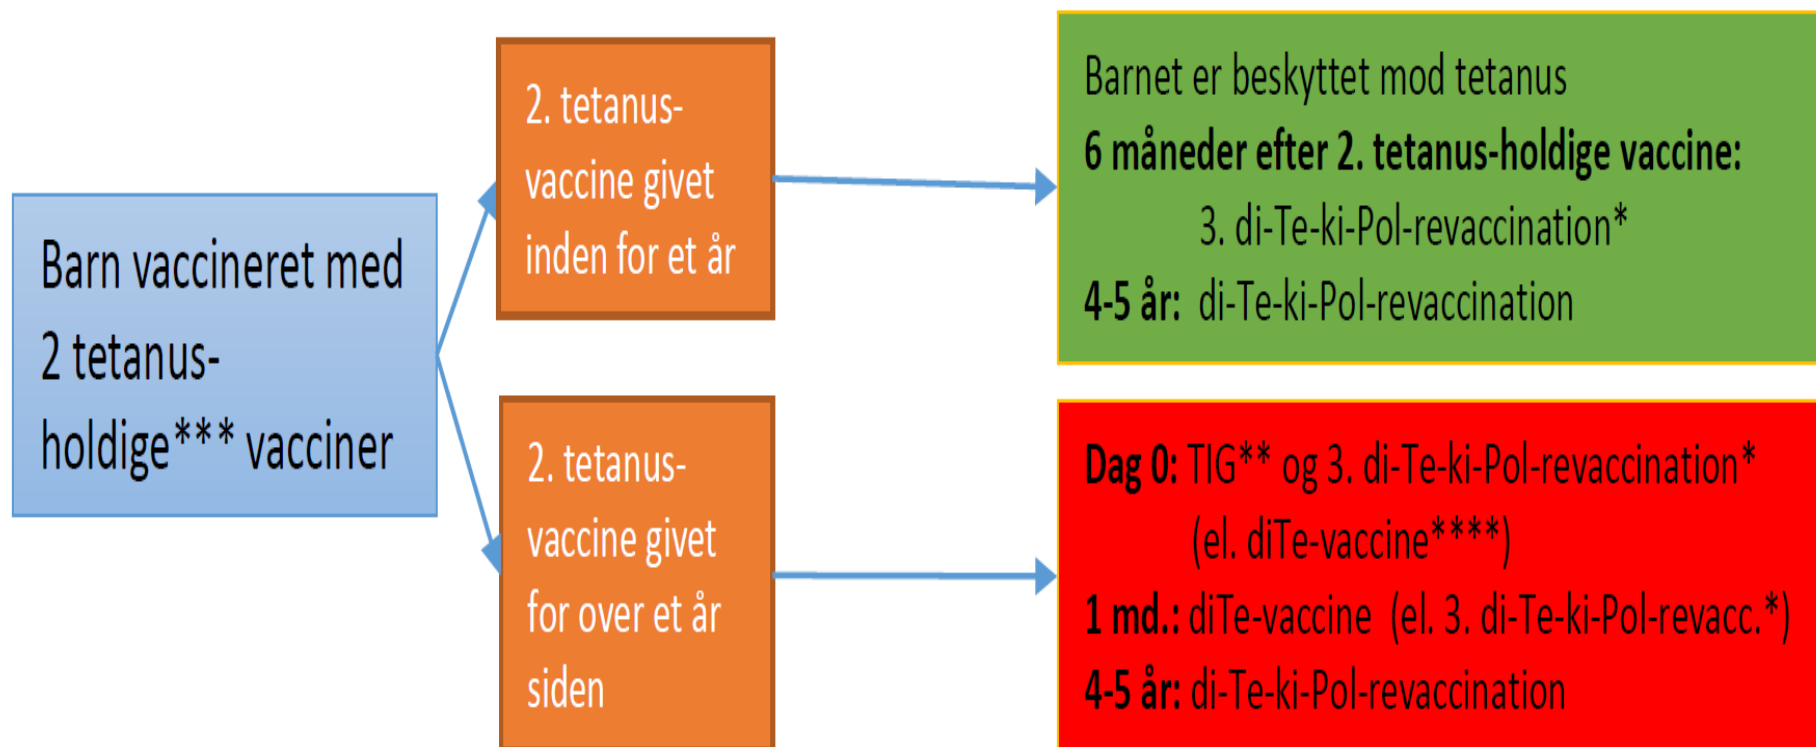 Barn vaccineret med
2 tetanus-
holdige*** vacciner
2. tetanus-
vaccine givet
inden for et år
Barnet er beskyttet mod tetanus
6 måneder efter 2. tetanus-holdige vaccine:
3. di-Te-ki-Pol-revaccination*
4-5 år: di-Te-ki-Pol-revaccination
2. tetanus-
vaccine givet
for over et år
siden
Dag 0: TIG** og 3. di-Te-ki-Pol-revaccination*
(el. diTe-vaccine****)
1 md.: diTe-vaccine (el. 3. di-Te-ki-Pol-revacc.*)
4-5 år: di-Te-ki-Pol-revaccination